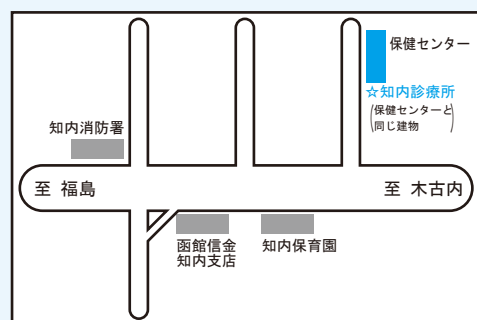 保健センター
☆知内診療所
(保健センターと
同じ建物)
知内消防署
至 福島
至 木古内
函館信金
知内支店
知内保育園